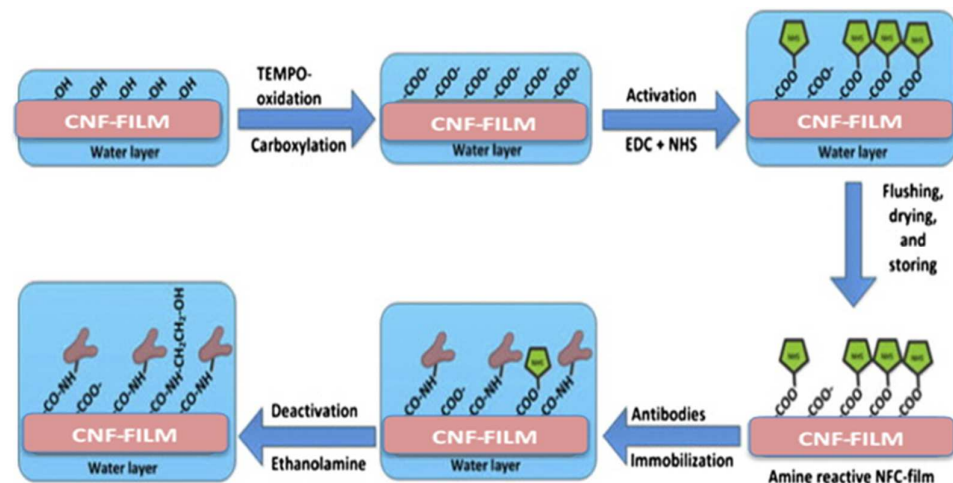 -OH -OH -OH -OH -OH
CNF-FILM
Water layer
TEMPO-
oxidation
Carboxylation
-COO- -COO- -COO- -COO- -COO- -COO-
CNF-FILM
Water layer
Activation
EDC + NHS
NHS NHS NHS NHS
-COO -COO- -COO -COO -COO
CNF-FILM
Water layer
Flushing,
drying,
and
storing
NHS NHS NHS NHS
-COO -COO- -COO -COO -COO
CNF-FILM
Amine reactive NFC-film
Antibodies
Immobilization
NHS
-CO-NH -COO- -CO-NH -COO -CO-NH
CNF-FILM
Water layer
Deactivation
Ethanolamine
-CO-NH -COO- -CO-NH -CO-NH-CH2CH2-OH -CO-NH
CNF-FILM
Water layer